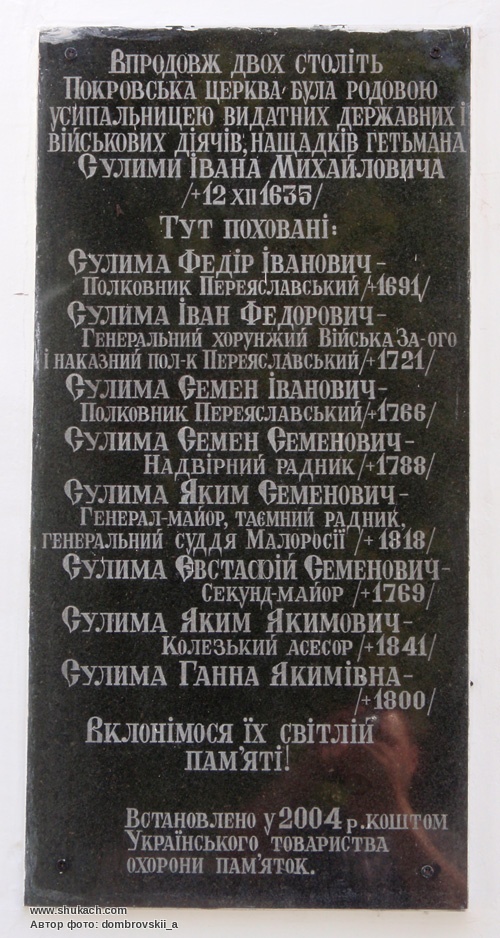 Впродовж двох століть
Покровська церква була родовою
усипальницею видатних державних і
військових діячів, нащадків гетьмана
Сулими Івана Михайловича
/+12 XII 1635/
Тут поховані:
Сулима Федір Іванович –
Полковник Переяславський /+1691/
Сулима Іван Федорович –
Генеральний хорунжий Війська За-ого
і наказний пол-к Переяславський /+1721/
Сулима Семен Іванович –
Полковник Переяславський /+1766/
Сулима Семен Семенович –
Надвірний радник /+1788/
Сулима Яким Семенович –
Генерал-майор, таємний радник,
генеральний суддя Малоросії /+1818/
Сулима Євстафій Семенович –
Секунд-майор /+1769/
Сулима Яким Якимович –
Колезький асесор /+1841/
Сулима Ганна Якимівна –
/+1800/
Вклонімося їх світлій
пам'яті!
Встановлено у 2004 р. коштом
Українського товариства
охорони пам'яток.
www.shukach.com
Автор фото: dombrovskii_a